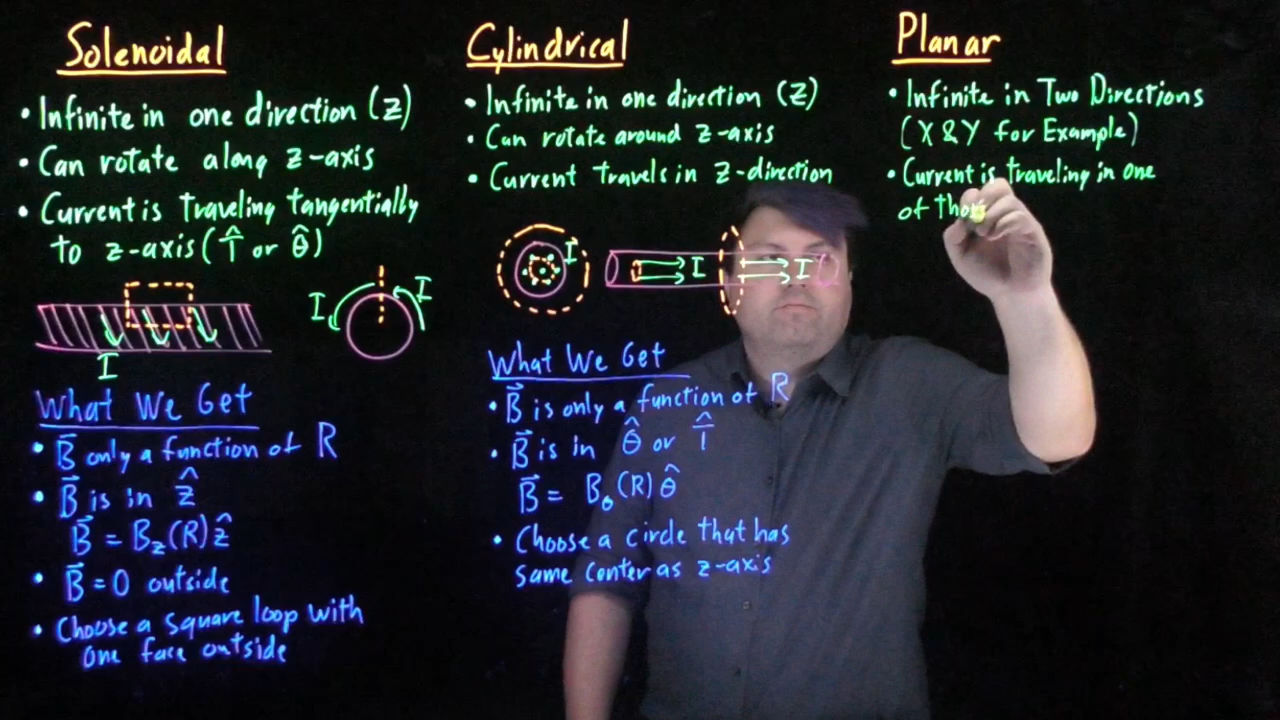 Solenoidal
• Infinite in one direction (z)
• Can rotate along z-axis
• Current is traveling tangentially
to z-axis (T̂ or θ̂)
I
I
I
What We Get
• B⃗ only a function of R
• B⃗ is in ẑ
B⃗ = B_z(R) ẑ
• B⃗ = 0 outside
• Choose a square loop with
one face outside
Cylindrical
• Infinite in one direction (z)
• Can rotate around z-axis
• Current Travels in z-direction
I
I
I
What We Get
• B⃗ is only a function of R
• B⃗ is in θ̂ or T̂
B⃗ = B_θ(R) θ̂
• Choose a circle that has
same center as z-axis
Planar
• Infinite in Two Directions
(X & Y for Example)
• Current is traveling in one
of